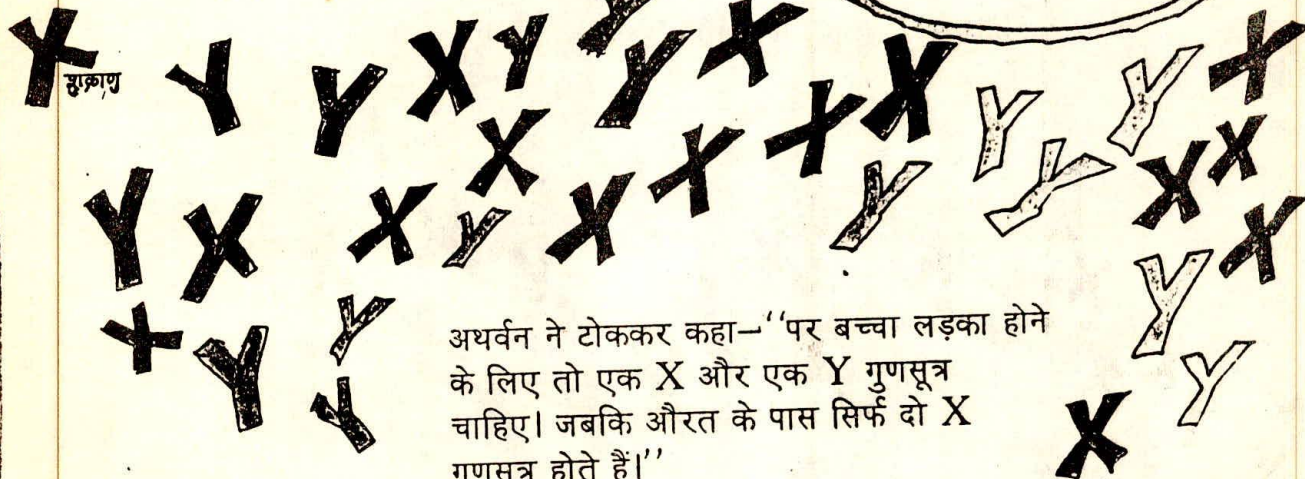 शुक्राणु
X Y Y X Y Y Y X X
X X X X Y Y Y X X
Y X X Y X Y X
X Y Y Y Y
Y X
अथर्वन ने टोककर कहा—‘‘पर बच्चा लड़का होने
के लिए तो एक X और एक Y गुणसूत्र
चाहिए। जबकि औरत के पास सिर्फ दो X
गुणसूत्र होते हैं।’’